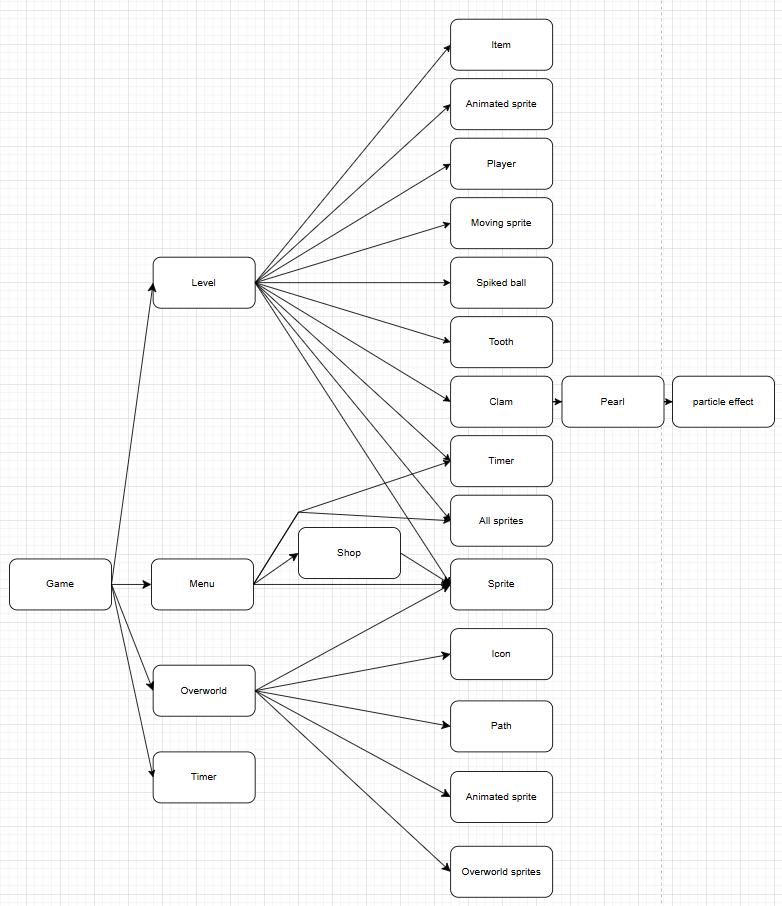 Item
Animated sprite
Player
Moving sprite
Level
Spiked ball
Tooth
Clam
Pearl
particle effect
Timer
All sprites
Shop
Game
Menu
Sprite
Icon
Overworld
Path
Timer
Animated sprite
Overworld sprites